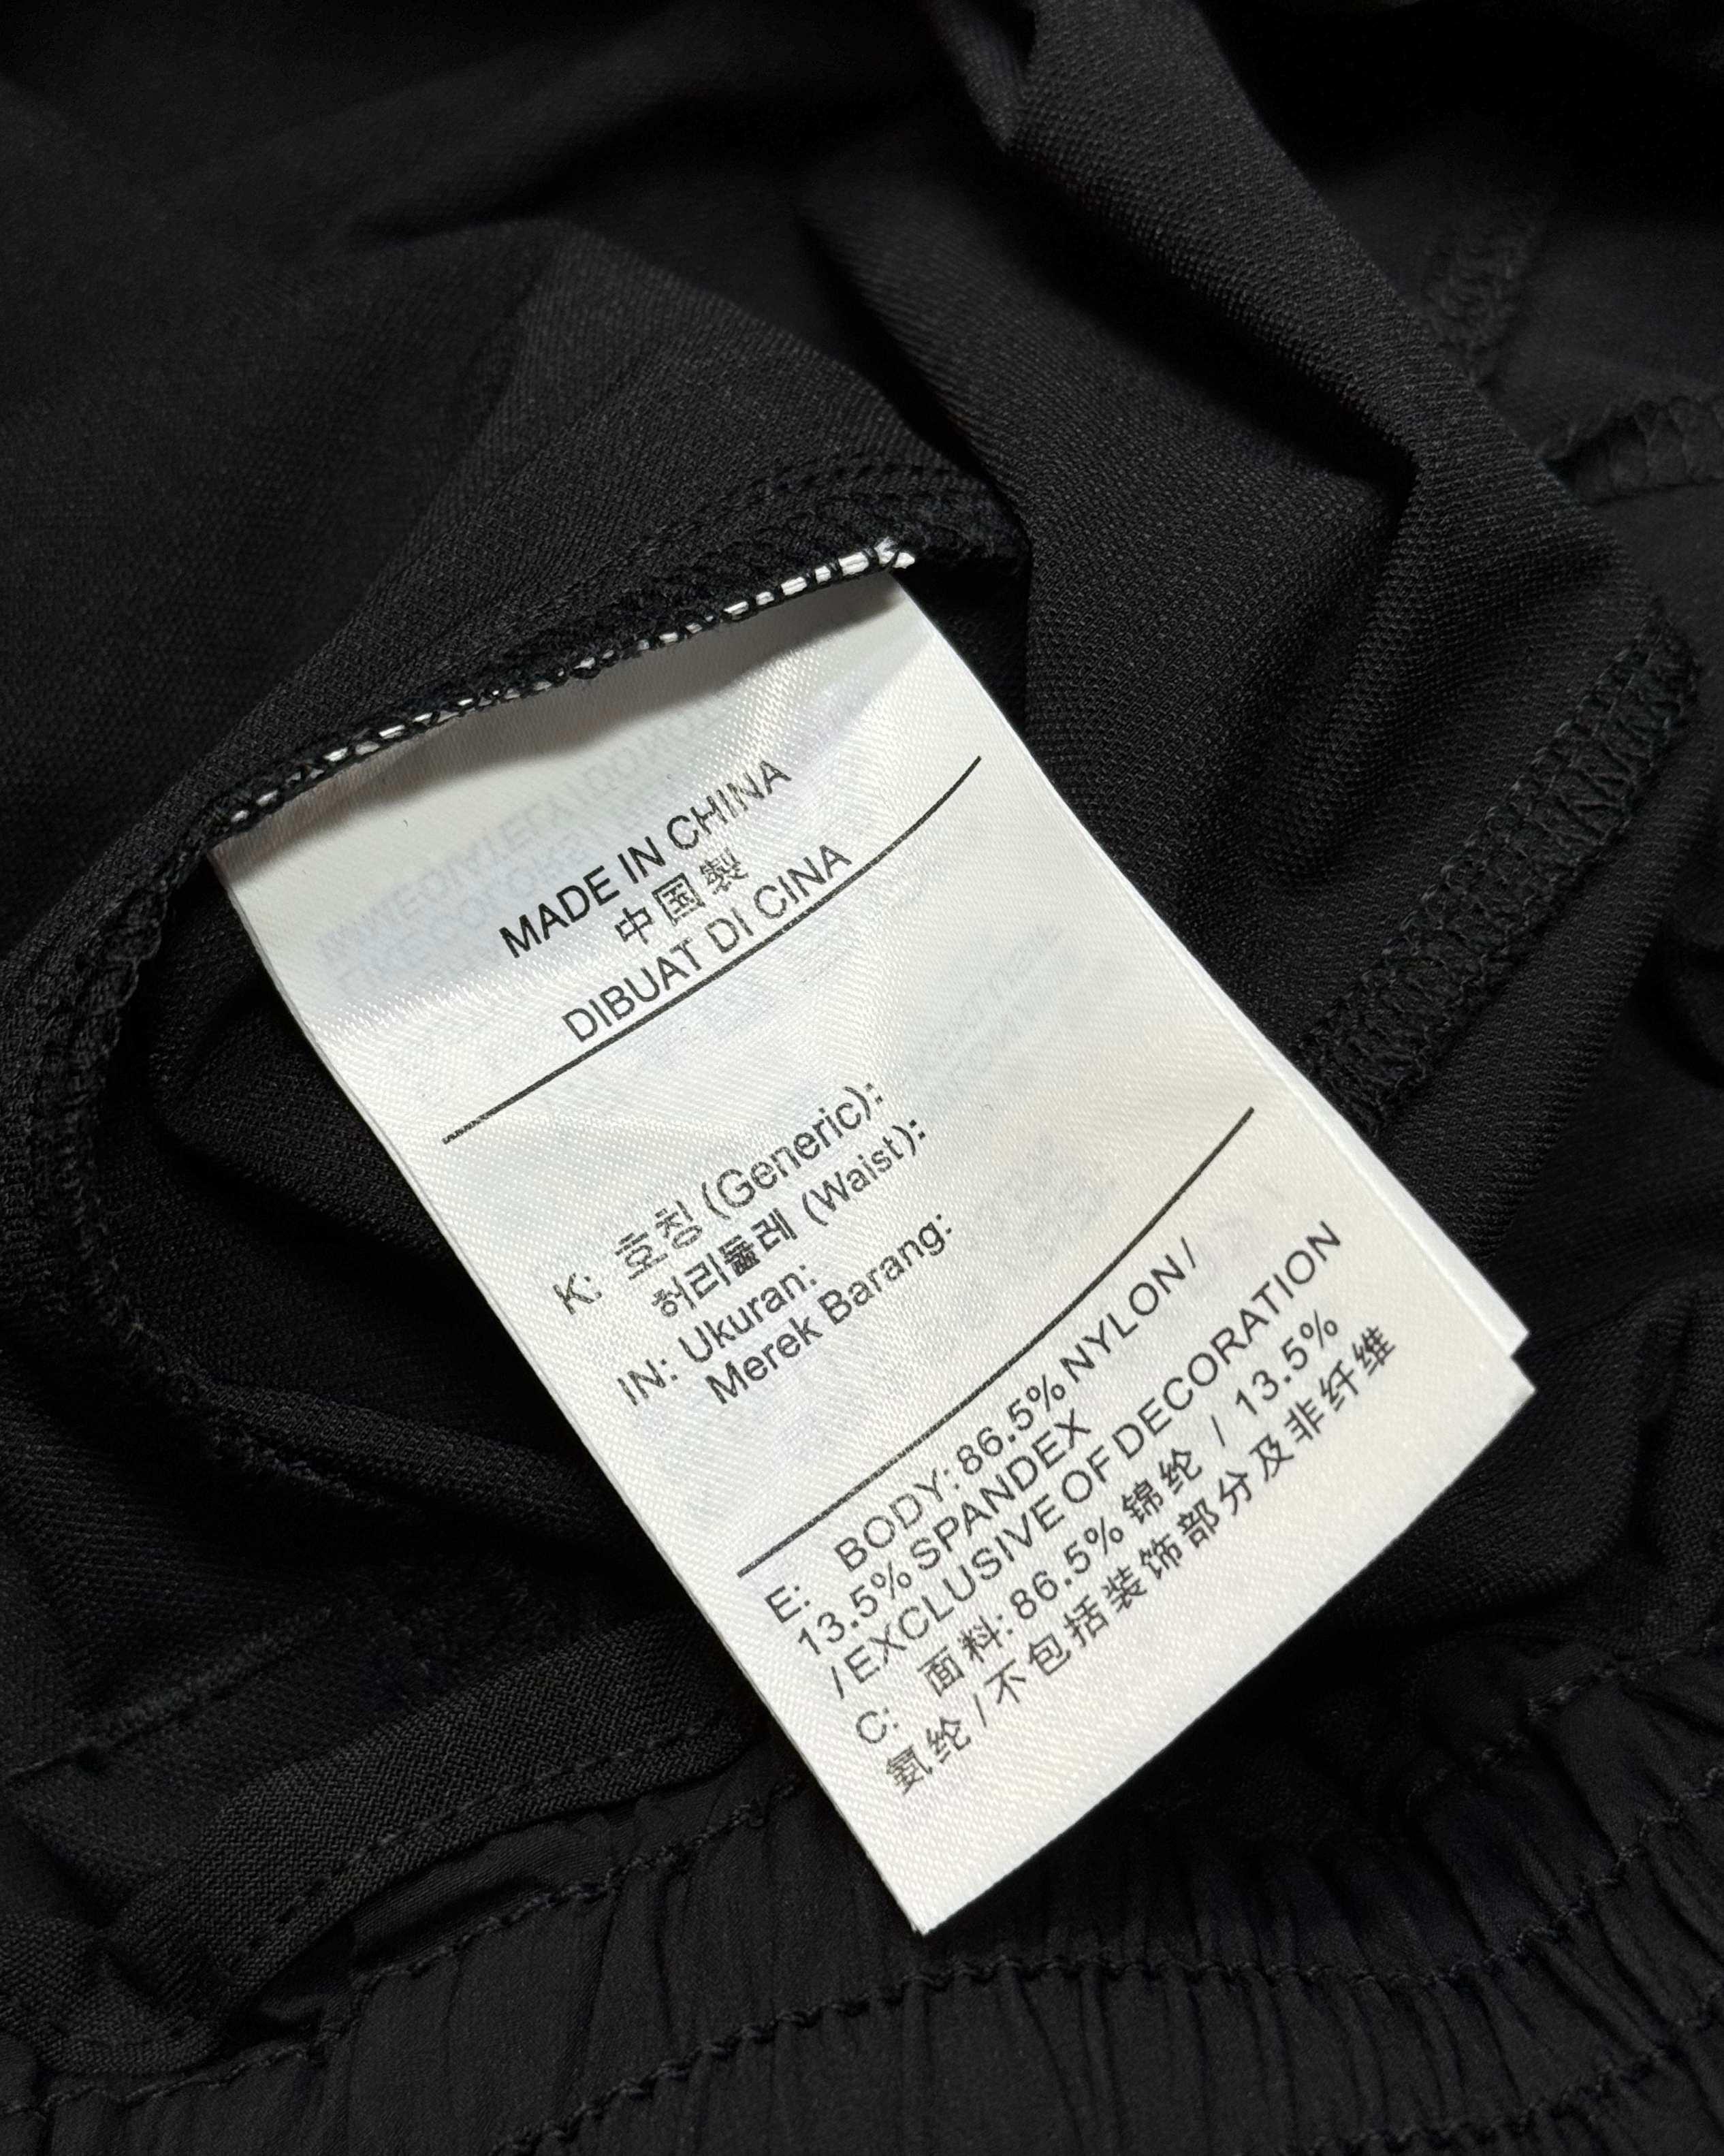 MADE IN CHINA
中国製
DIBUAT DI CINA
K: 호칭 (Generic):
허리둘레 (Waist):
IN: Ukuran:
Merek Barang:
E: BODY: 86.5% NYLON /
13.5% SPANDEX
/ EXCLUSIVE OF DECORATION
C: 面料: 86.5% 锦纶 / 13.5%
氨纶 / 不包括装饰部分及非纤维